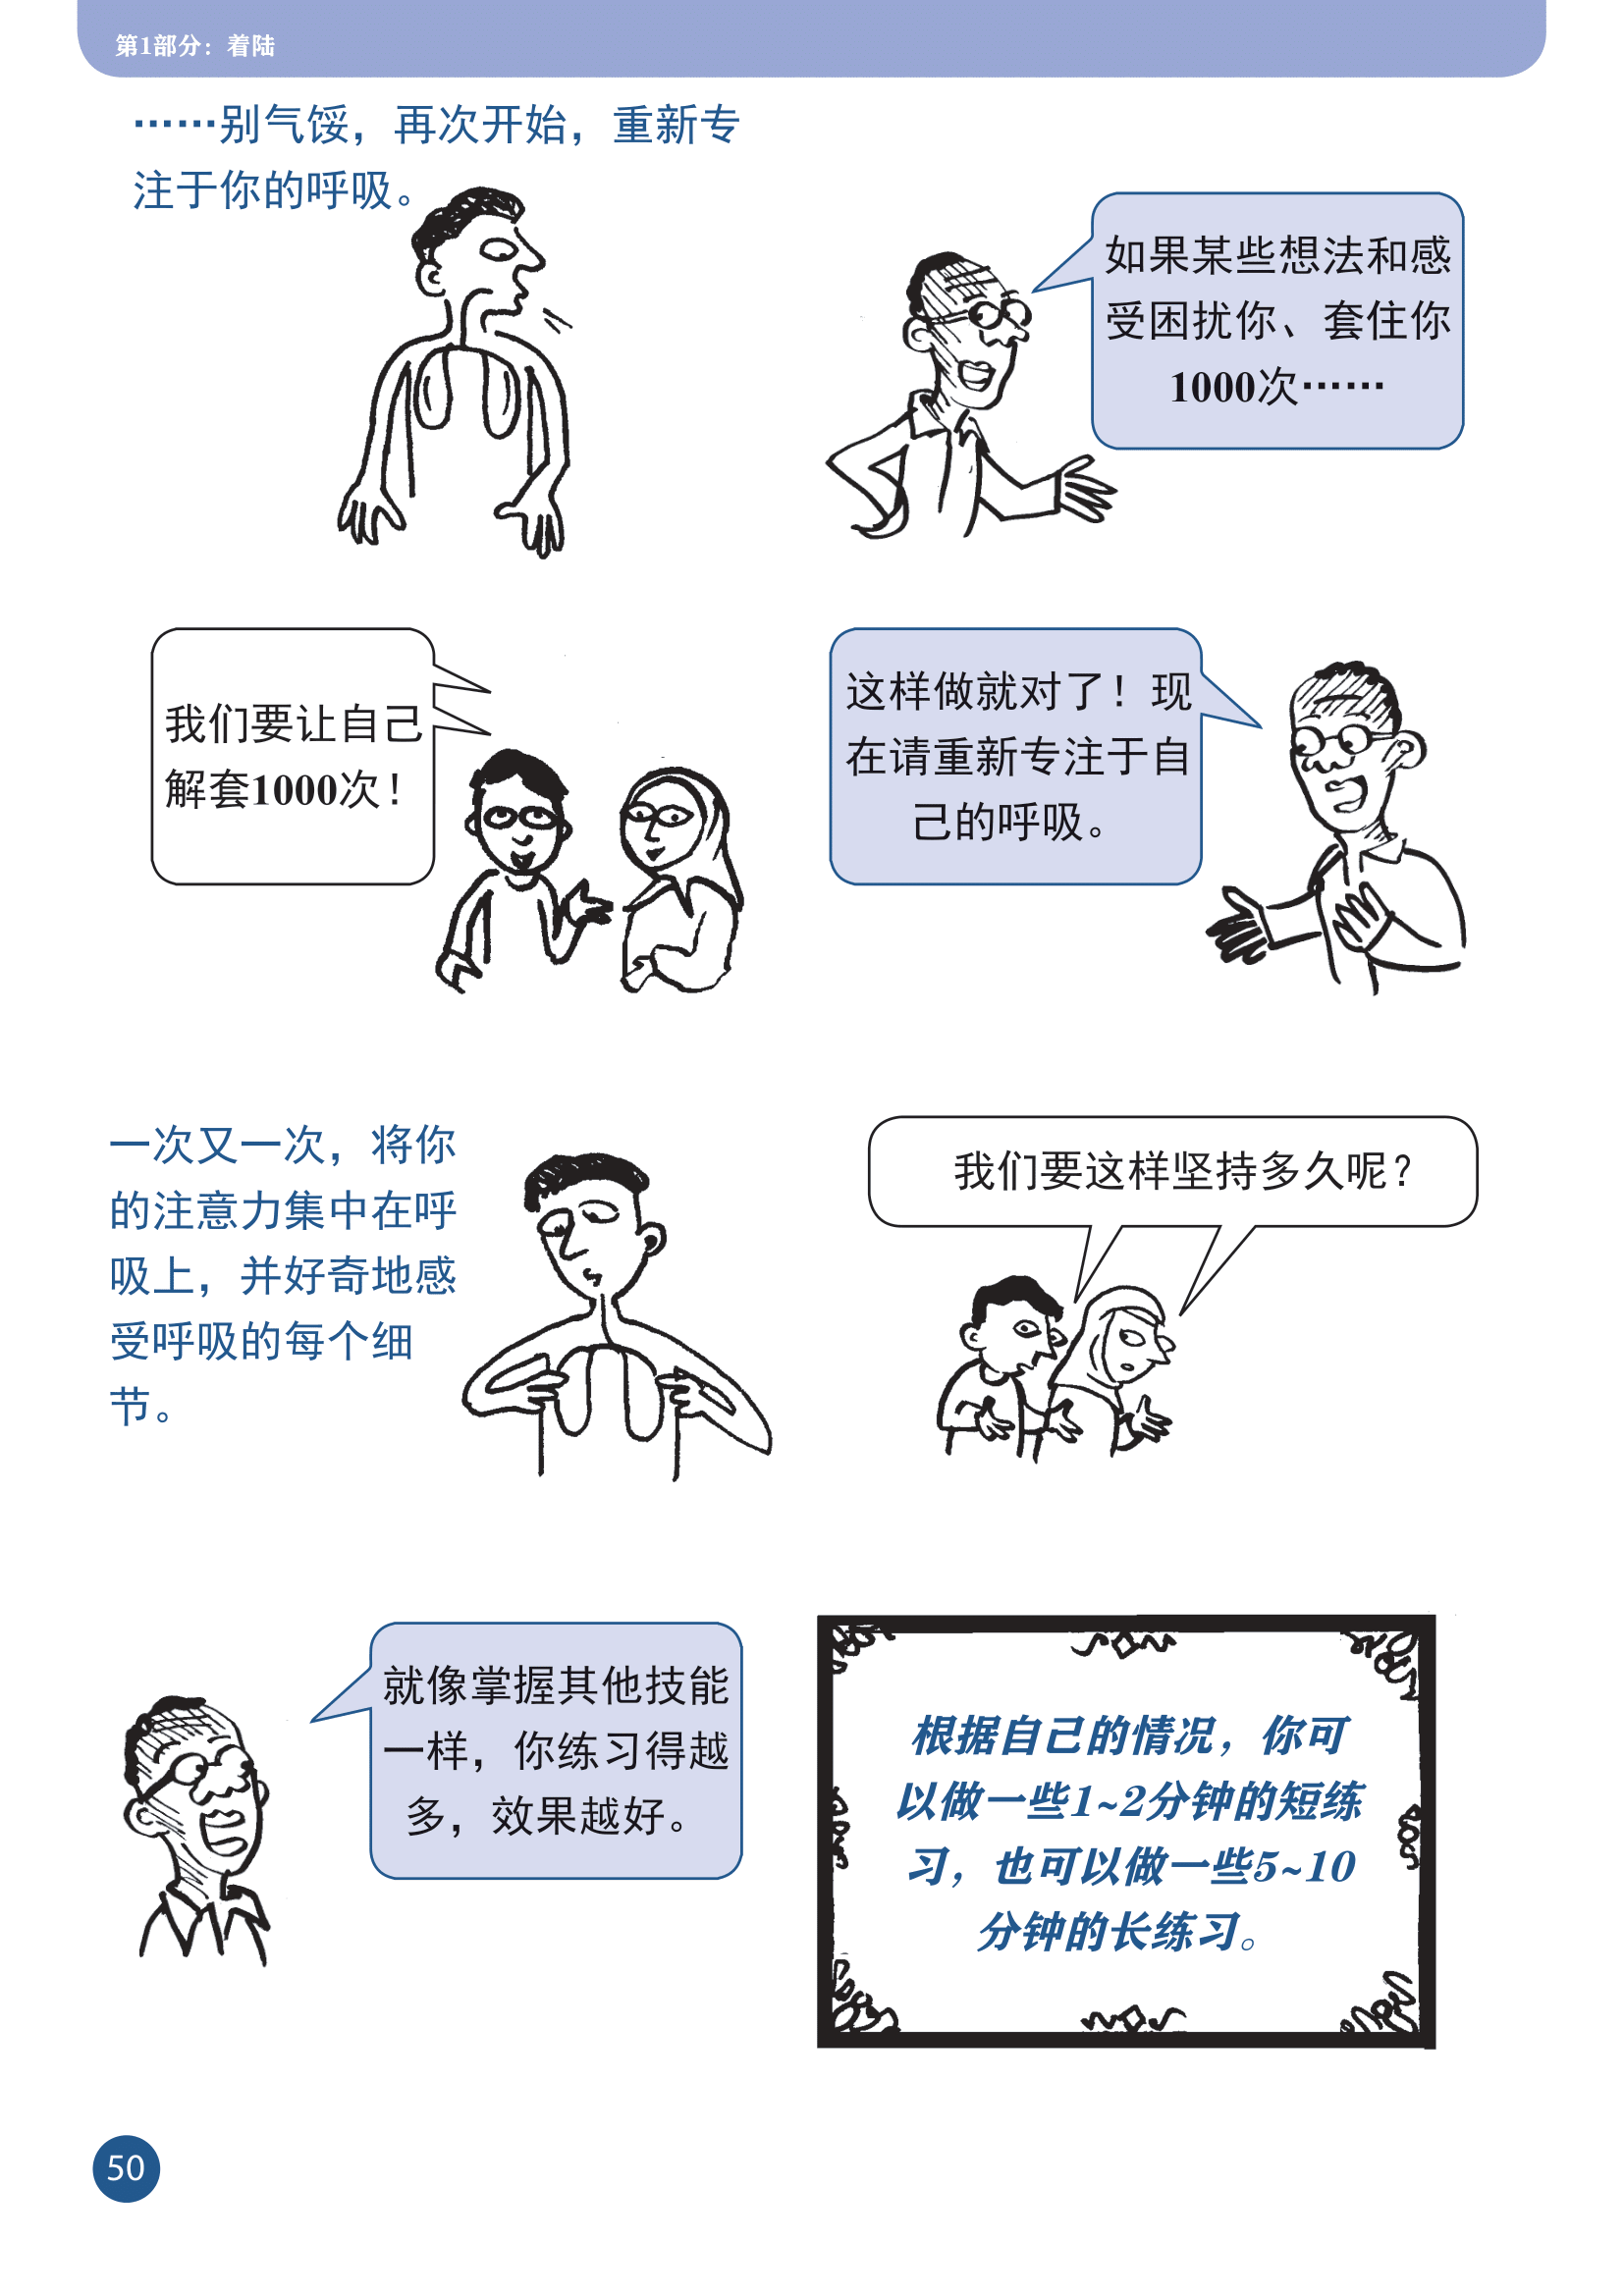 第1部分：着陆
……别气馁，再次开始，重新专
注于你的呼吸。
如果某些想法和感
受困扰你、套住你
1000次……
我们要让自己
解套1000次！
这样做就对了！现
在请重新专注于自
己的呼吸。
一次又一次，将你
的注意力集中在呼
吸上，并好奇地感
受呼吸的每个细
节。
我们要这样坚持多久呢？
就像掌握其他技能
一样，你练习得越
多，效果越好。
根据自己的情况，你可
以做一些1~2分钟的短练
习，也可以做一些5~10
分钟的长练习。
50